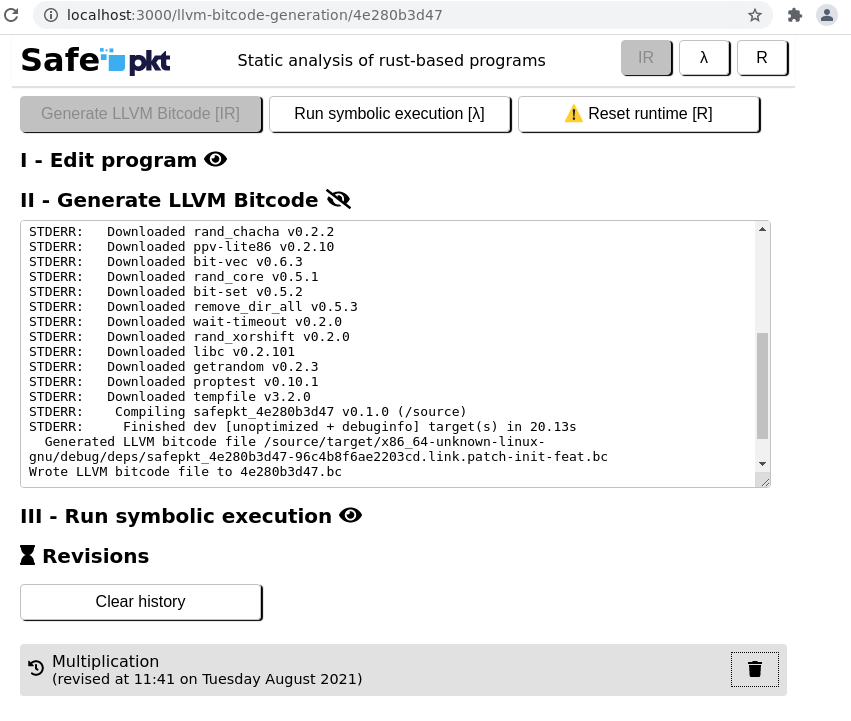 localhost:3000/llvm-bitcode-generation/4e280b3d47
Safe pkt
Static analysis of rust-based programs
IR
λ
R
Generate LLVM Bitcode [IR]
Run symbolic execution [λ]
⚠️ Reset runtime [R]
I - Edit program
II - Generate LLVM Bitcode
STDERR:   Downloaded rand_chacha v0.2.2
STDERR:   Downloaded ppv-lite86 v0.2.10
STDERR:   Downloaded bit-vec v0.6.3
STDERR:   Downloaded rand_core v0.5.1
STDERR:   Downloaded bit-set v0.5.2
STDERR:   Downloaded remove_dir_all v0.5.3
STDERR:   Downloaded wait-timeout v0.2.0
STDERR:   Downloaded rand_xorshift v0.2.0
STDERR:   Downloaded libc v0.2.101
STDERR:   Downloaded getrandom v0.2.3
STDERR:   Downloaded proptest v0.10.1
STDERR:   Downloaded tempfile v3.2.0
STDERR:    Compiling safepkt_4e280b3d47 v0.1.0 (/source)
STDERR:     Finished dev [unoptimized + debuginfo] target(s) in 20.13s
  Generated LLVM bitcode file /source/target/x86_64-unknown-linux-
gnu/debug/deps/safepkt_4e280b3d47-96c4b8f6ae2203cd.link.patch-init-feat.bc
Wrote LLVM bitcode file to 4e280b3d47.bc
III - Run symbolic execution
Revisions
Clear history
Multiplication
(revised at 11:41 on Tuesday August 2021)